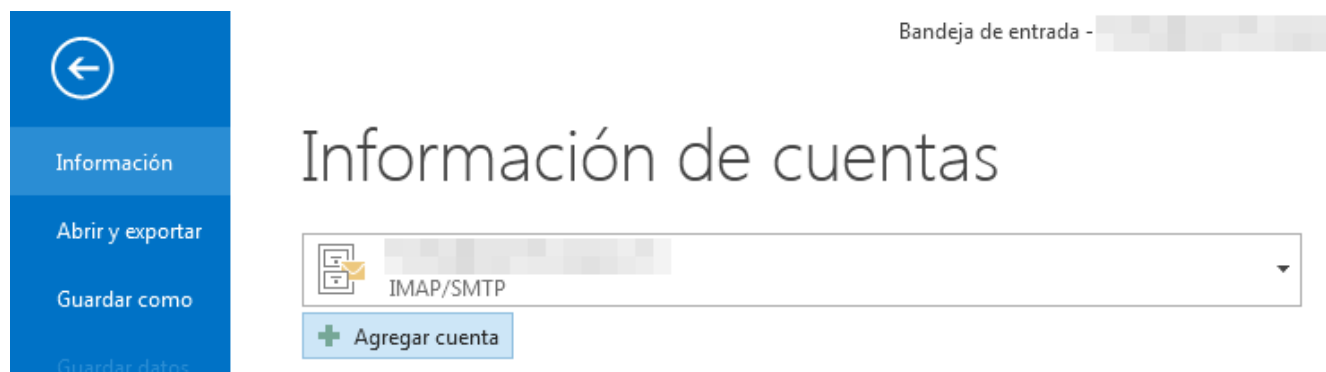 Bandeja de entrada -
Información
Abrir y exportar
Guardar como
Guardar datos
Información de cuentas
IMAP/SMTP
Agregar cuenta